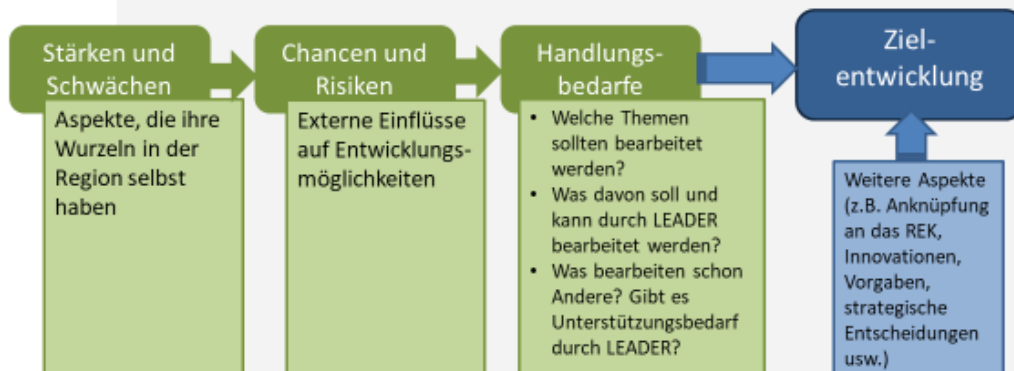 Stärken und
Schwächen
Aspekte, die ihre
Wurzeln in der
Region selbst
haben
Chancen und
Risiken
Externe Einflüsse
auf Entwicklungs-
möglichkeiten
Handlungs-
bedarfe
• Welche Themen
sollten bearbeitet
werden?
• Was davon soll und
kann durch LEADER
bearbeitet werden?
• Was bearbeiten schon
Andere? Gibt es
Unterstützungsbedarf
durch LEADER?
Ziel-
entwicklung
Weitere Aspekte
(z.B. Anknüpfung
an das REK,
Innovationen,
Vorgaben,
strategische
Entscheidungen
usw.)